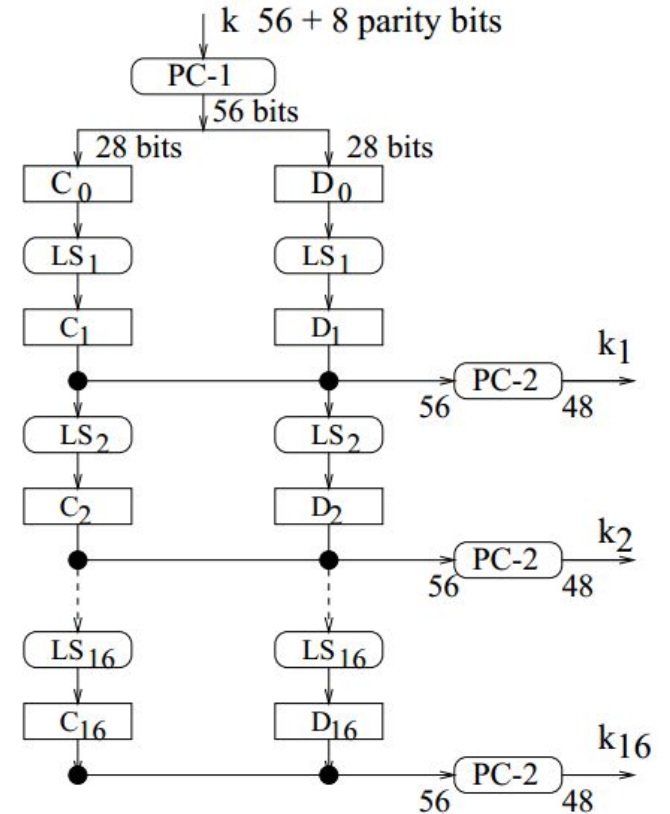 k 56 + 8 parity bits
PC-1
56 bits
28 bits 28 bits
C0 D0
LS1 LS1
C1 D1
k1
PC-2
56 48
LS2 LS2
C2 D2
k2
PC-2
56 48
LS16 LS16
C16 D16
k16
PC-2
56 48